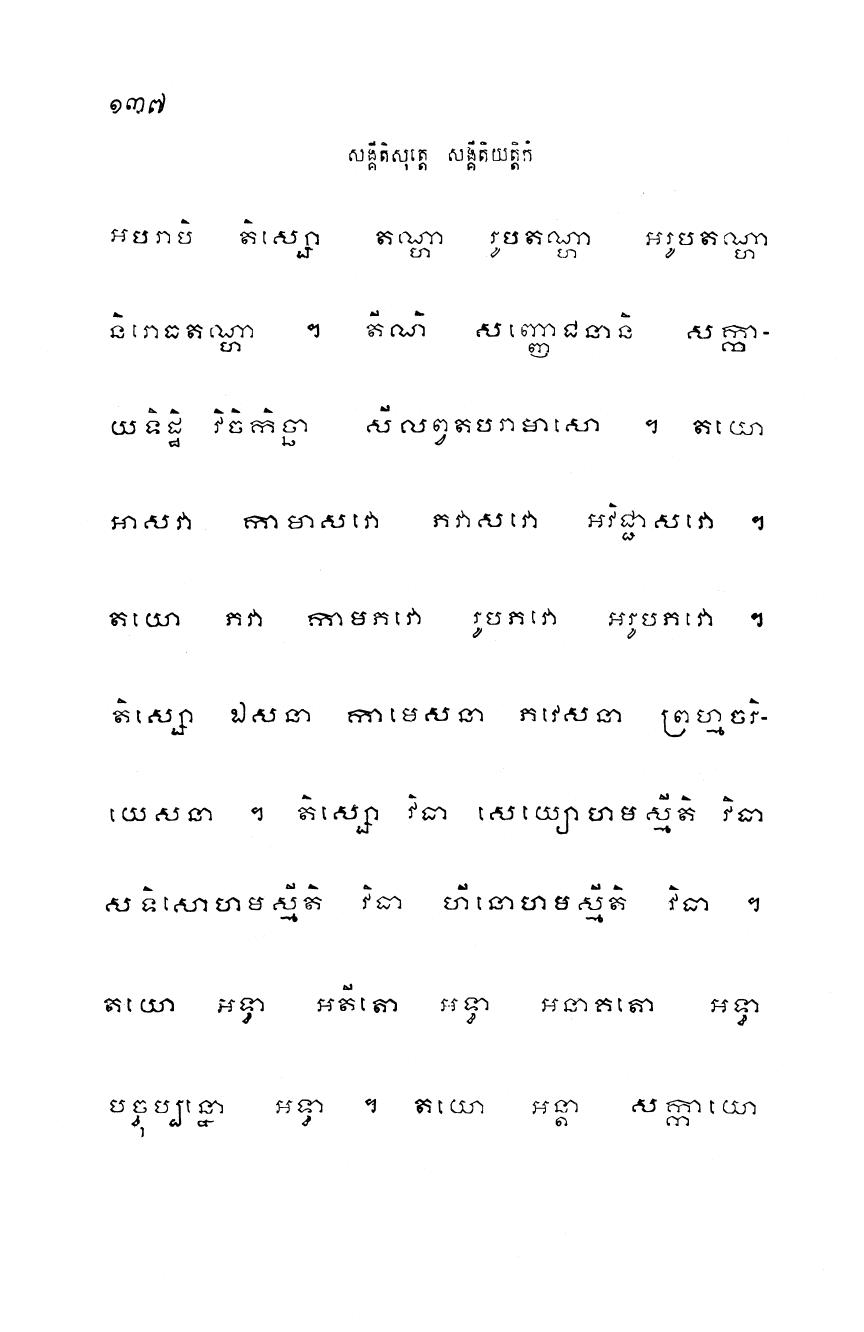 ១៣៧
សង្គីតិសុត្តេ សង្គីតិយត្តិកំ
អបរាបិ តិស្សោ តណ្ហា រូបតណ្ហា អរូបតណ្ហា
និរោធតណ្ហា ។ តីណិ សញ្ញោជនានិ សក្កា-
យទិដ្ឋិ វិចិកិច្ឆា សីលព្វតបរាមាសោ ។ តយោ
អាសវា កាមាសវោ ភវាសវោ អវិជ្ជាសវោ ។
តយោ ភវា កាមភវោ រូបភវោ អរូបភវោ ។
តិស្សោ ឯសនា កាមេសនា ភវេសនា ព្រហ្មចរិ-
យេសនា ។ តិស្សោ វិធា សេយ្យោហមស្មីតិ វិធា
សទិសោហមស្មីតិ វិធា ហីនោហមស្មីតិ វិធា ។
តយោ អទ្ធា អតីតោ អទ្ធា អនាគតោ អទ្ធា
បច្ចុប្បន្នោ អទ្ធា ។ តយោ អន្តា សក្កាយោ